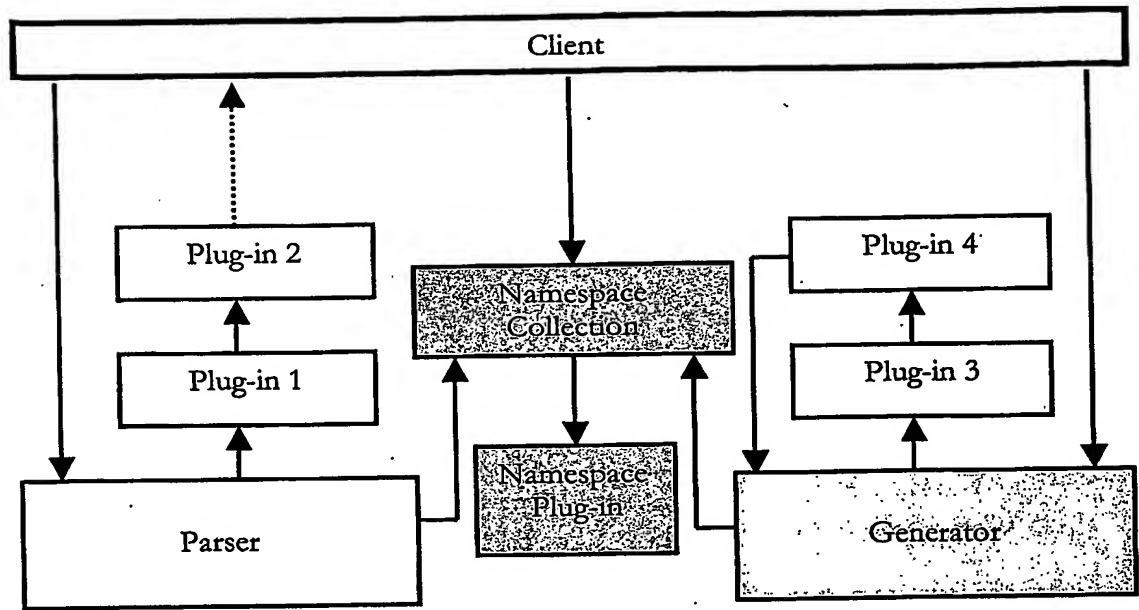 Client
Plug-in 2
Plug-in 4
Namespace
Collection
Plug-in 1
Plug-in 3
Namespace
Plug-in
Parser
Generator